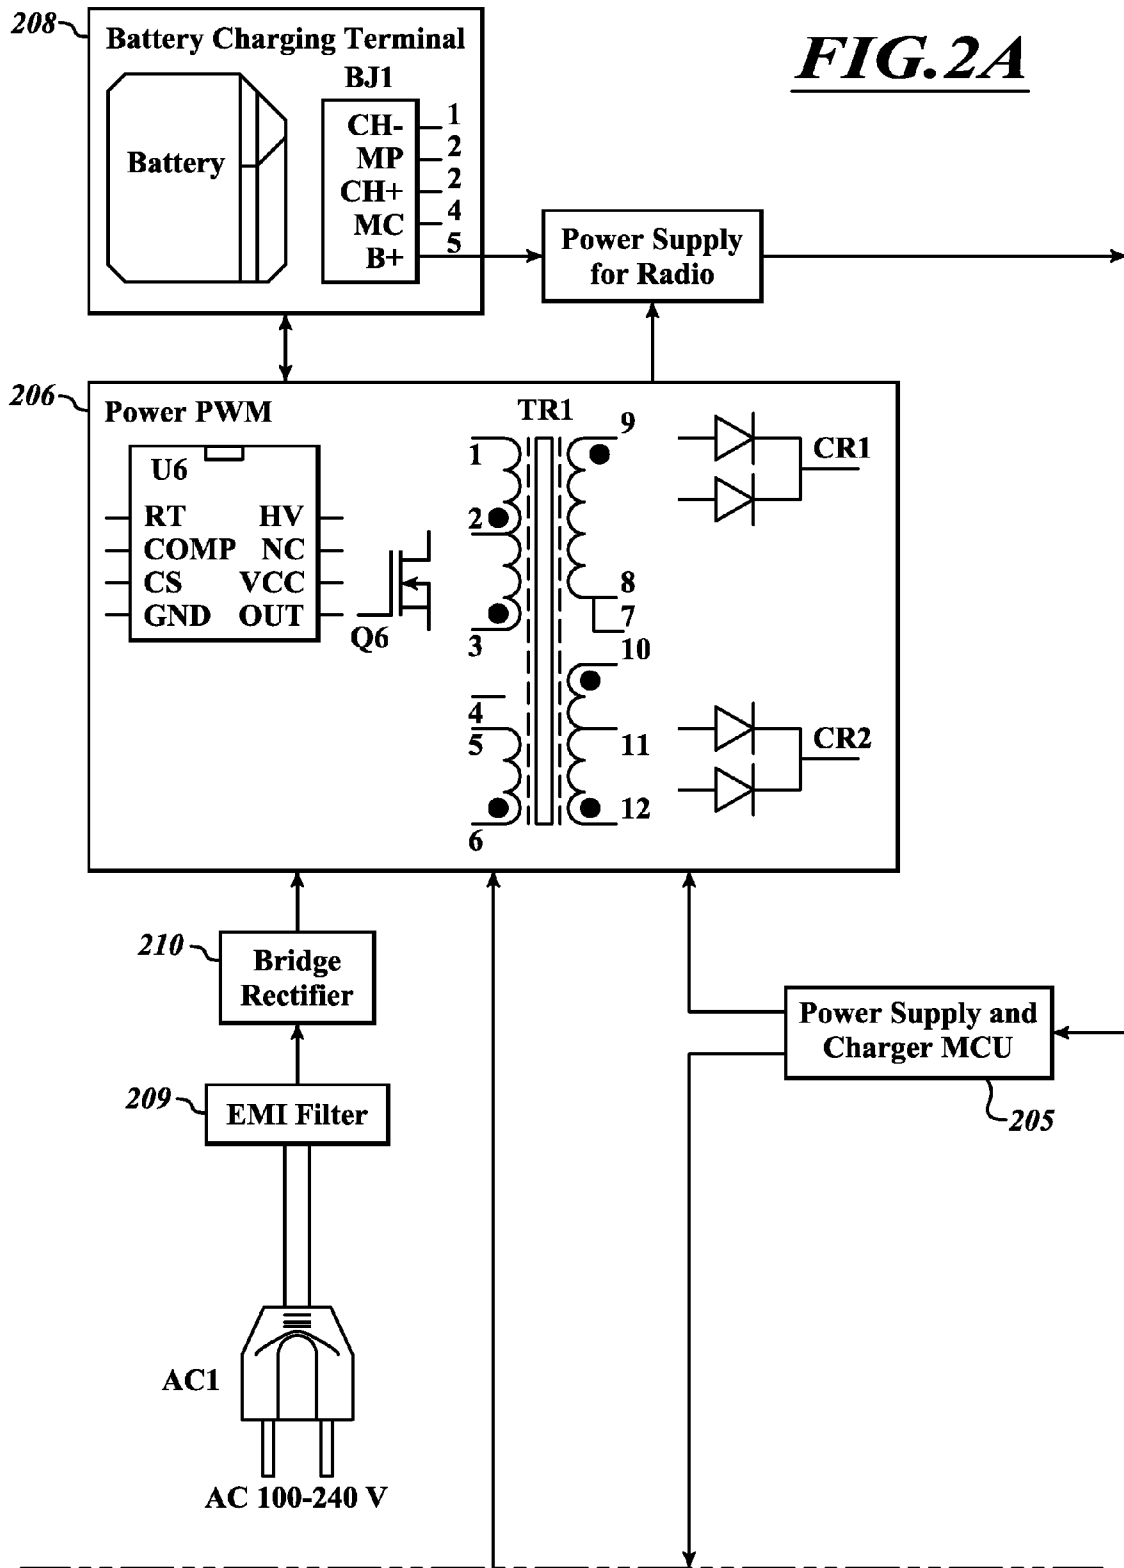 FIG.2A
208
Battery Charging Terminal
Battery
BJ1
CH- 1
MP 2
CH+ 2
MC 4
B+ 5
Power Supply
for Radio
206
Power PWM
U6
RT HV
COMP NC
CS VCC
GND OUT
Q6
TR1
1
2
3
4
5
6
9
8
7
10
11
12
CR1
CR2
210
Bridge
Rectifier
209
EMI Filter
Power Supply and
Charger MCU
205
AC1
AC 100-240 V